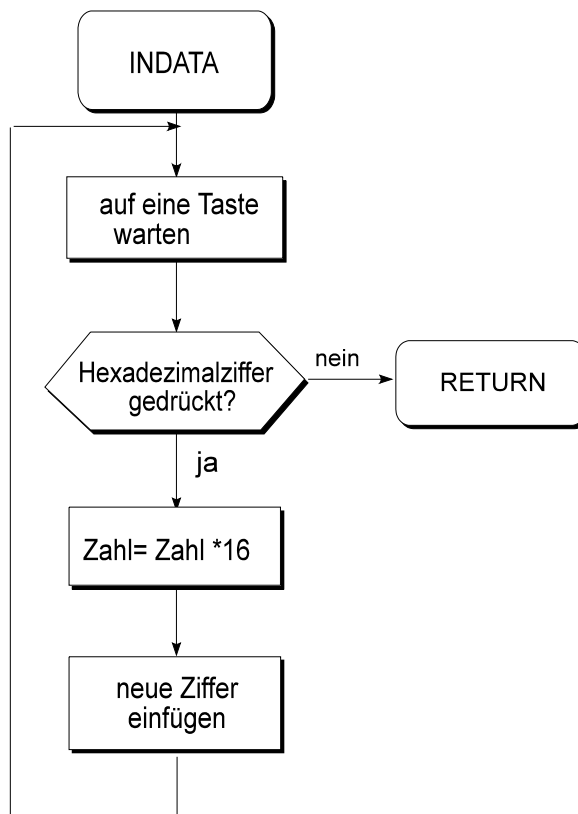 INDATA
auf eine Taste
warten
Hexadezimalziffer
gedrückt?
nein
RETURN
ja
Zahl= Zahl *16
neue Ziffer
einfügen